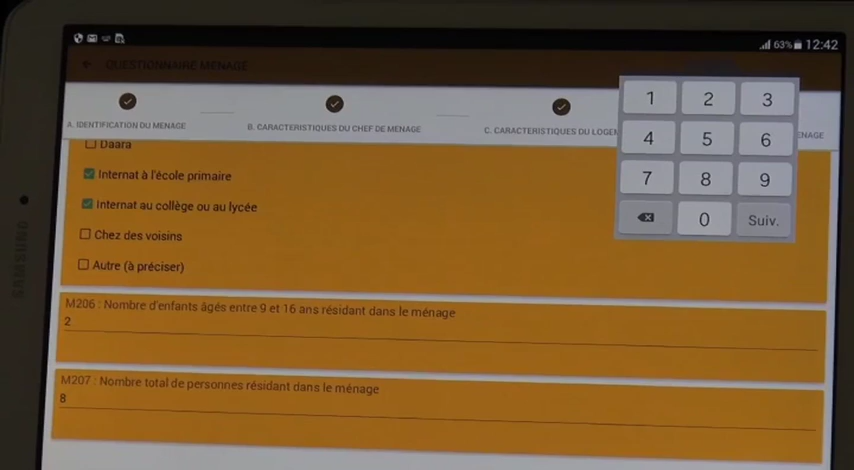 63% 12:42
QUESTIONNAIRE MENAGE
A. IDENTIFICATION DU MENAGE
B. CARACTERISTIQUES DU CHEF DE MENAGE
C. CARACTERISTIQUES DU LOGEM
ENAGE
Daara
Internat à l'école primaire
Internat au collège ou au lycée
Chez des voisins
Autre (à préciser)
M206 : Nombre d'enfants âgés entre 9 et 16 ans résidant dans le ménage
2
M207 : Nombre total de personnes résidant dans le ménage
8
1 2 3
4 5 6
7 8 9
0 Suiv.
SAMSUNG